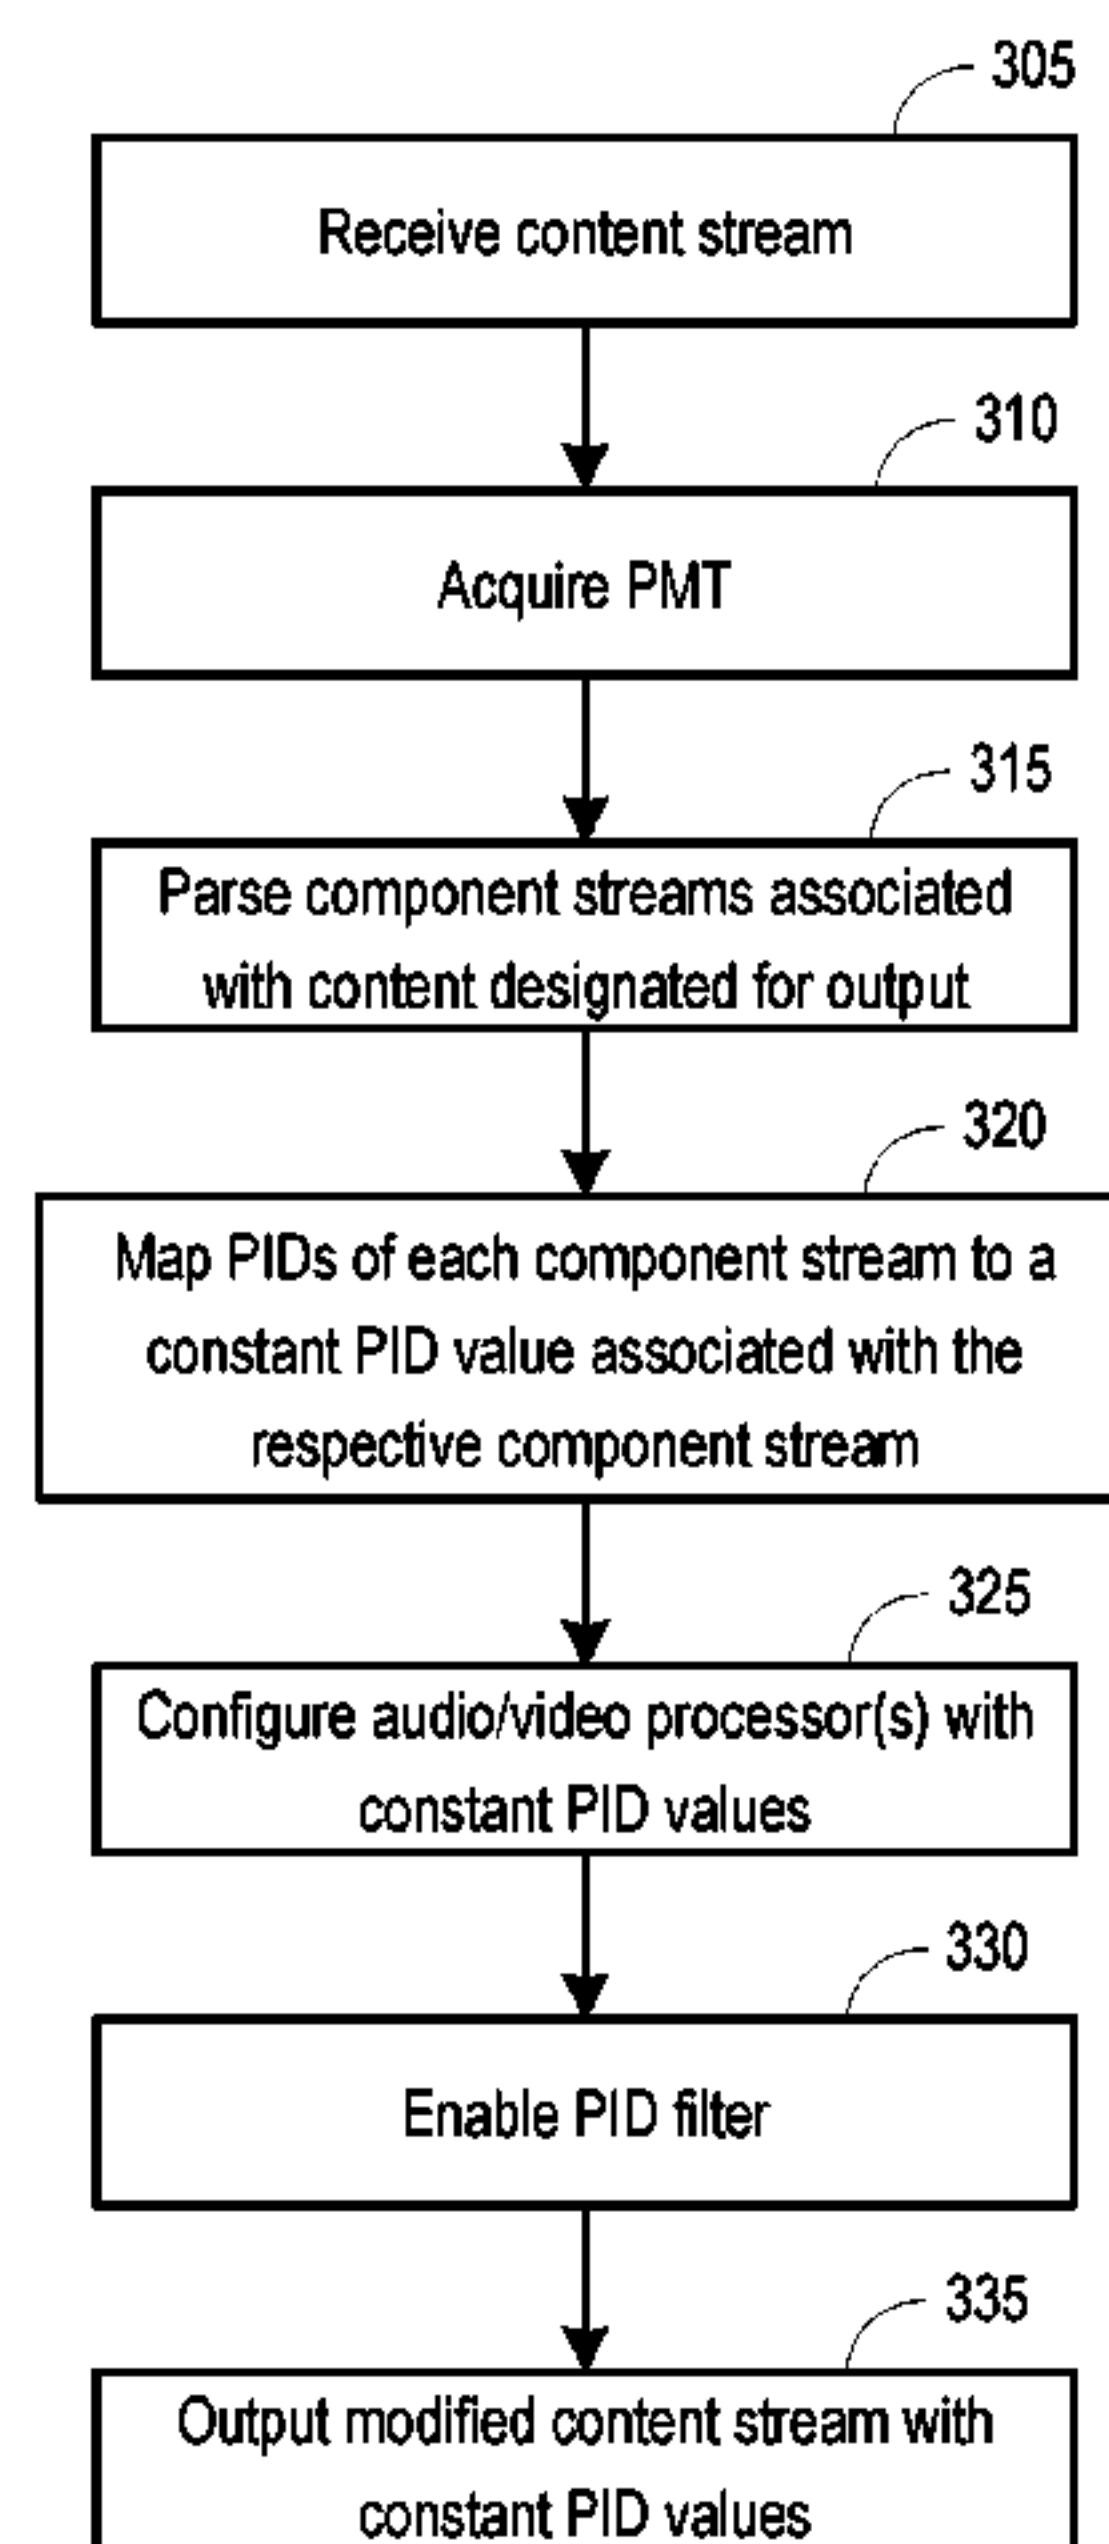 305
Receive content stream
310
Acquire PMT
315
Parse component streams associated
with content designated for output
320
Map PIDs of each component stream to a
constant PID value associated with the
respective component stream
325
Configure audio/video processor(s) with
constant PID values
330
Enable PID filter
335
Output modified content stream with
constant PID values